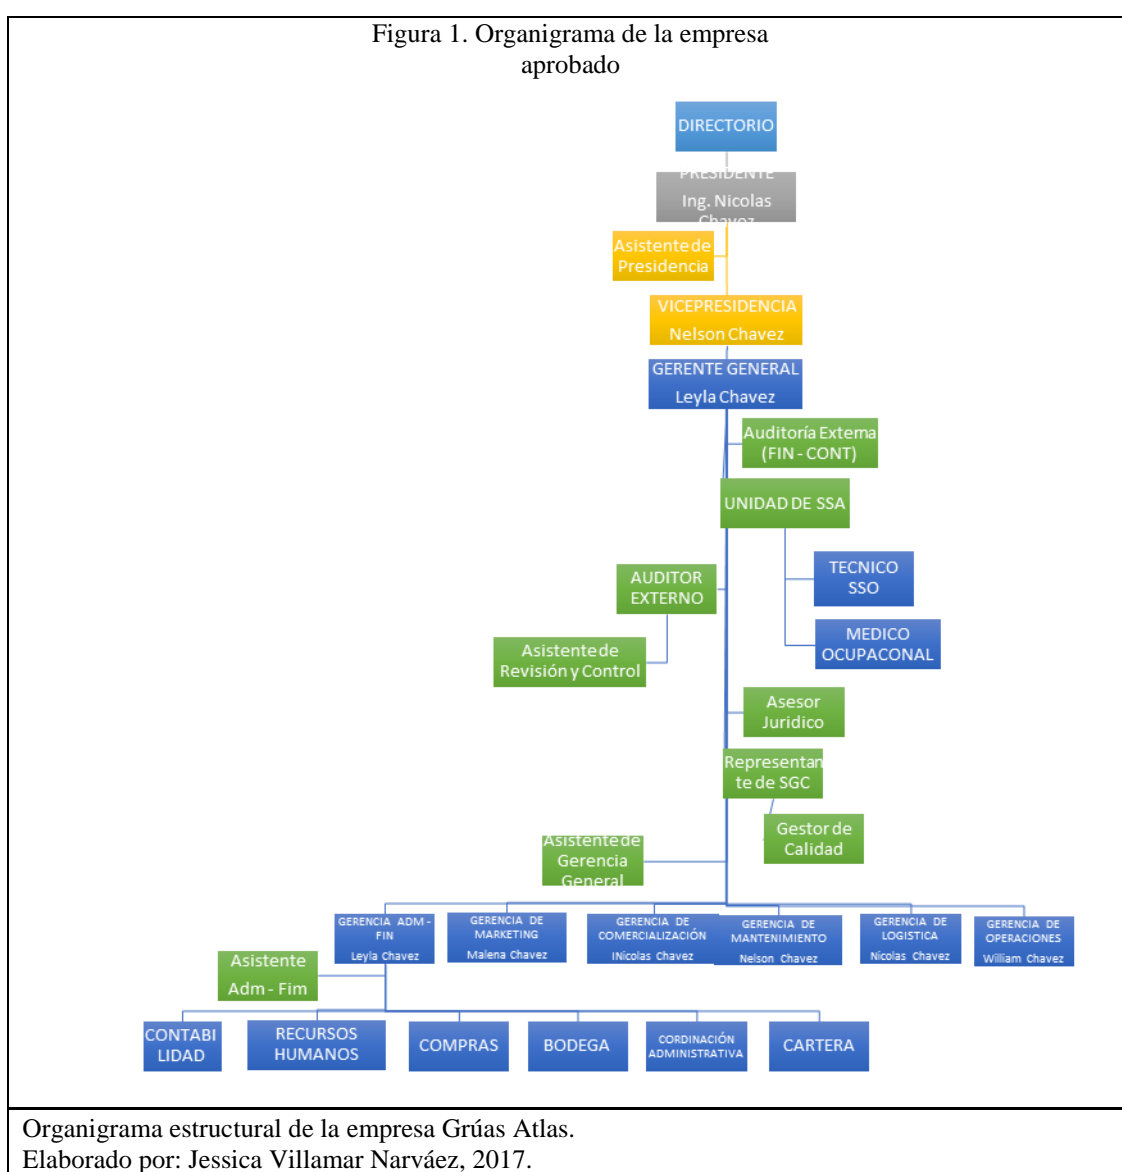 Figura 1. Organigrama de la empresa
aprobado
DIRECTORIO
PRESIDENTE
Ing. Nicolas
Chavez
Asistente de
Presidencia
VICEPRESIDENCIA
Nelson Chavez
GERENTE GENERAL
Leyla Chavez
Auditoría Externa
(FIN - CONT)
UNIDAD DE SSA
TECNICO
SSO
AUDITOR
EXTERNO
MEDICO
OCUPACONAL
Asistente de
Revisión y Control
Asesor
Juridico
Representan
te de SGC
Gestor de
Calidad
Asistente de
Gerencia
General
GERENCIA ADM -
FIN
Leyla Chavez
GERENCIA DE
MARKETING
Malena Chavez
GERENCIA DE
COMERCIALIZACIÓN
INicolas Chavez
GERENCIA DE
MANTENIMIENTO
Nelson Chavez
GERENCIA DE
LOGISTICA
Nicolas Chavez
GERENCIA DE
OPERACIONES
William Chavez
Asistente
Adm - Fim
CONTABI
LIDAD
RECURSOS
HUMANOS
COMPRAS
BODEGA
CORDINACIÓN
ADMINISTRATIVA
CARTERA
Organigrama estructural de la empresa Grúas Atlas.
Elaborado por: Jessica Villamar Narváez, 2017.